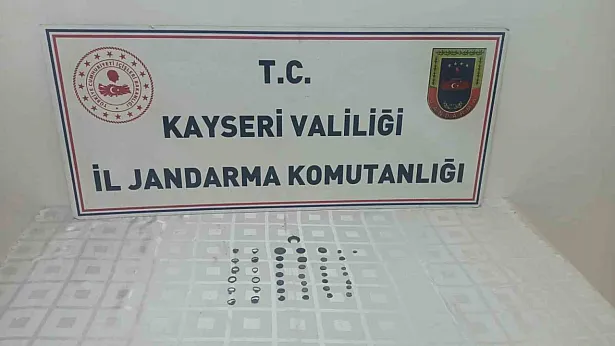 T.C.
KAYSERİ VALİLİĞİ
İL JANDARMA KOMUTANLIĞI